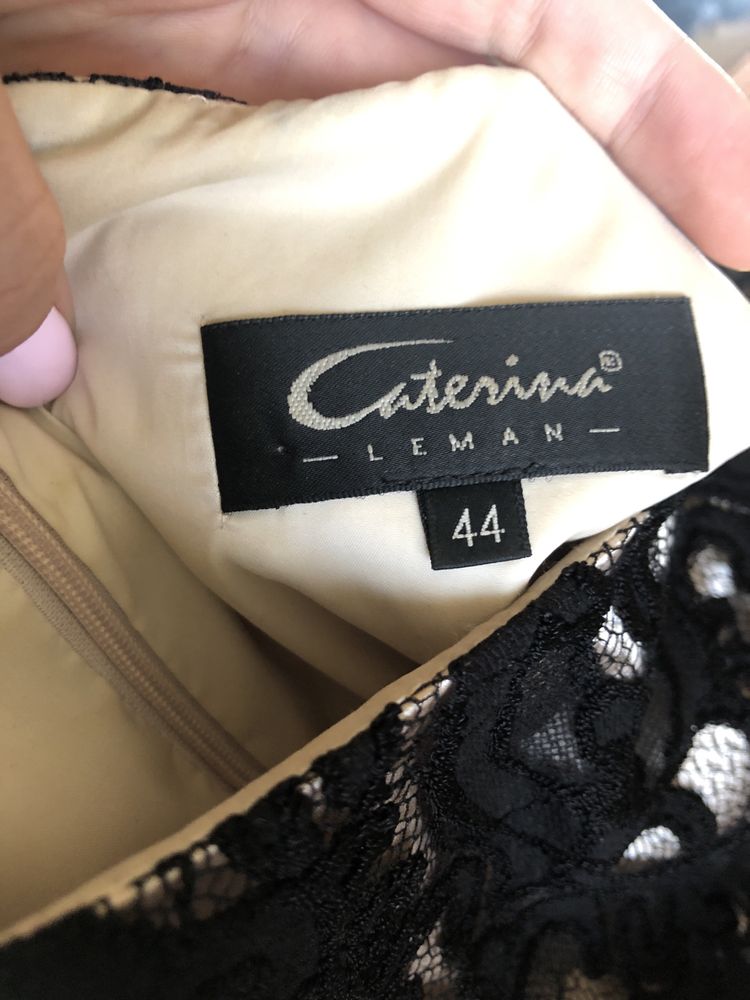 Caterina®
— LEMAN —
44